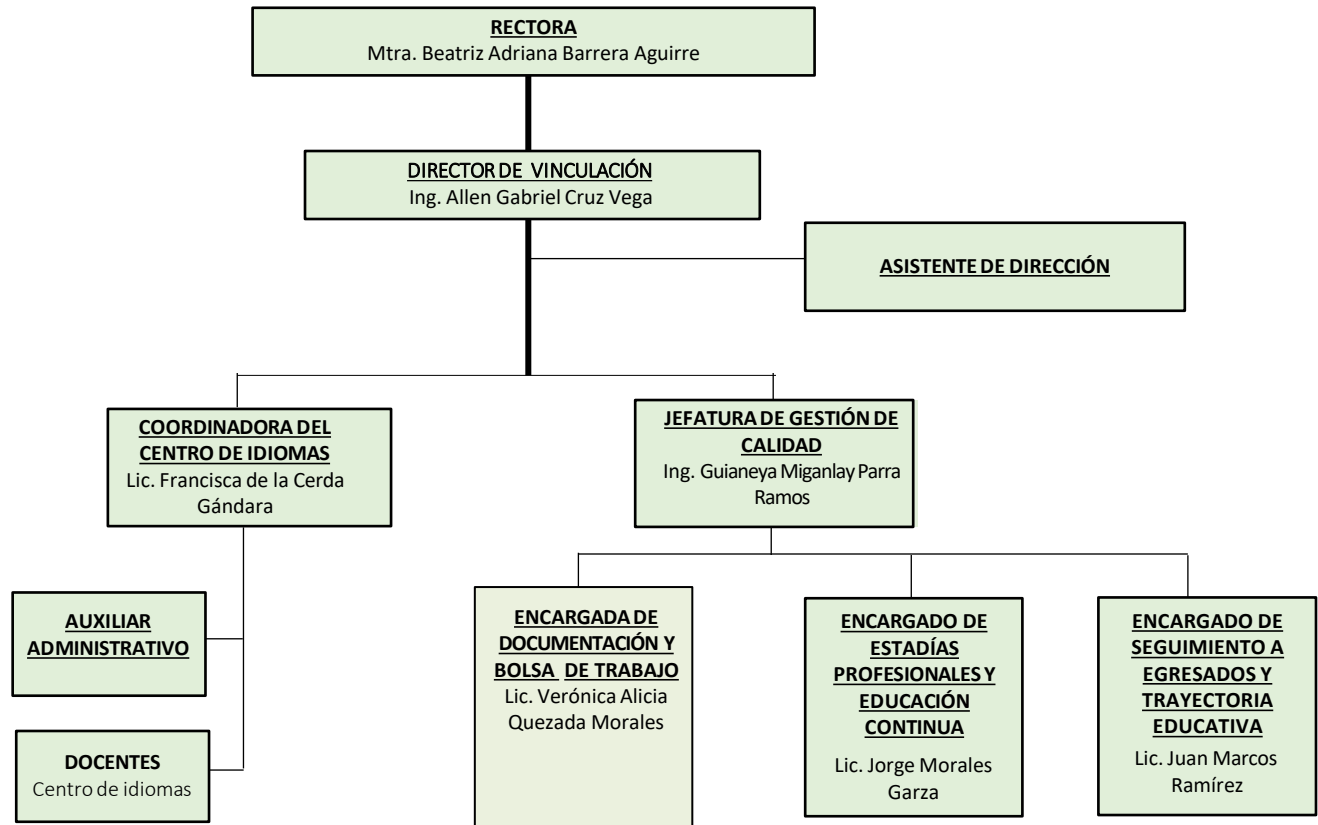 RECTORA
Mtra. Beatriz Adriana Barrera Aguirre
DIRECTOR DE VINCULACIÓN
Ing. Allen Gabriel Cruz Vega
ASISTENTE DE DIRECCIÓN
COORDINADORA DEL
CENTRO DE IDIOMAS
Lic. Francisca de la Cerda
Gándara
JEFATURA DE GESTIÓN DE
CALIDAD
Ing. Guianeya Miganlay Parra
Ramos
AUXILIAR
ADMINISTRATIVO
DOCENTES
Centro de idiomas
ENCARGADA DE
DOCUMENTACIÓN Y
BOLSA DE TRABAJO
Lic. Verónica Alicia
Quezada Morales
ENCARGADO DE
ESTADÍAS
PROFESIONALES Y
EDUCACIÓN
CONTINUA
Lic. Jorge Morales
Garza
ENCARGADO DE
SEGUIMIENTO A
EGRESADOS Y
TRAYECTORIA
EDUCATIVA
Lic. Juan Marcos
Ramírez